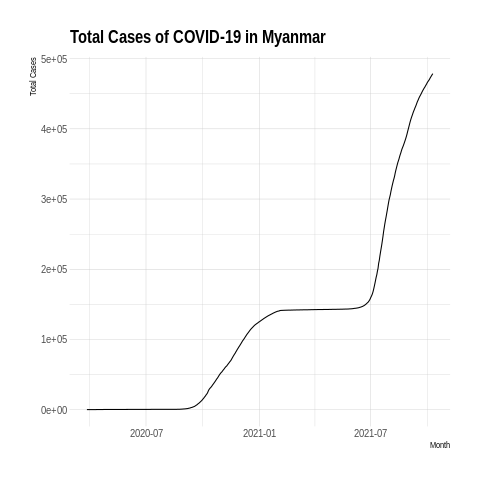 Total Cases of COVID-19 in Myanmar
Total Cases
5e+05
4e+05
3e+05
2e+05
1e+05
0e+00
2020-07
2021-01
2021-07
Month